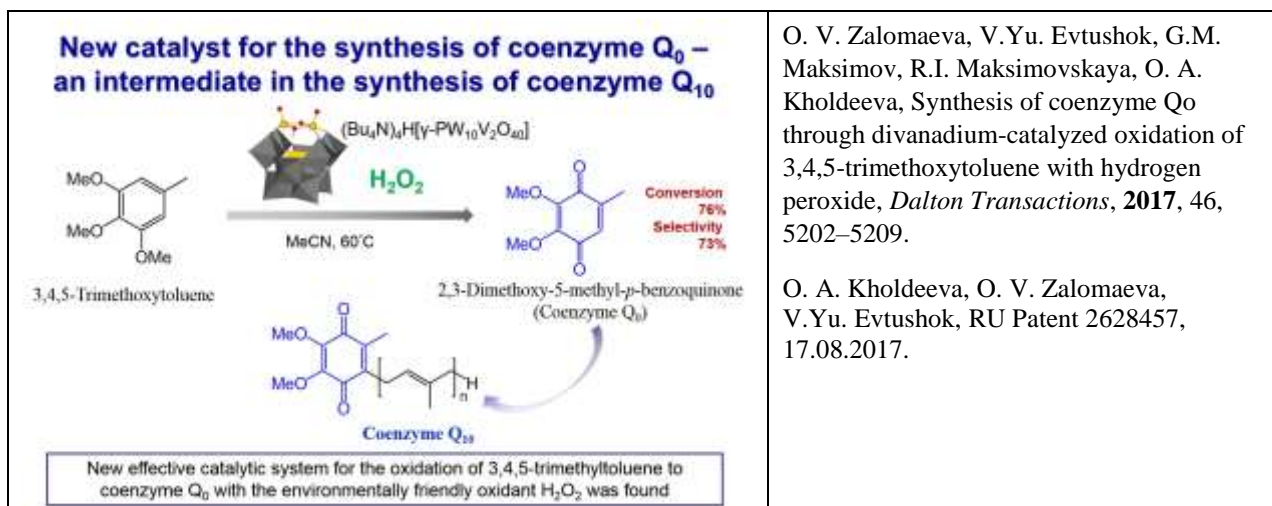 New catalyst for the synthesis of coenzyme Q₀ –
an intermediate in the synthesis of coenzyme Q₁₀
(Bu₄N)₄H[γ-PW₁₀V₂O₄₀]
H₂O₂
MeCN, 60°C
MeO
MeO
OMe
3,4,5-Trimethoxytoluene
O
MeO
MeO
O
Conversion
76%
Selectivity
73%
2,3-Dimethoxy-5-methyl-p-benzoquinone
(Coenzyme Q₀)
O
MeO
MeO
H
n
O
Coenzyme Q₁₀
New effective catalytic system for the oxidation of 3,4,5-trimethyltoluene to
coenzyme Q₀ with the environmentally friendly oxidant H₂O₂ was found
O. V. Zalomaeva, V.Yu. Evtushok, G.M.
Maksimov, R.I. Maksimovskaya, O. A.
Kholdeeva, Synthesis of coenzyme Qo
through divanadium-catalyzed oxidation of
3,4,5-trimethoxytoluene with hydrogen
peroxide, Dalton Transactions, 2017, 46,
5202–5209.
O. A. Kholdeeva, O. V. Zalomaeva,
V.Yu. Evtushok, RU Patent 2628457,
17.08.2017.